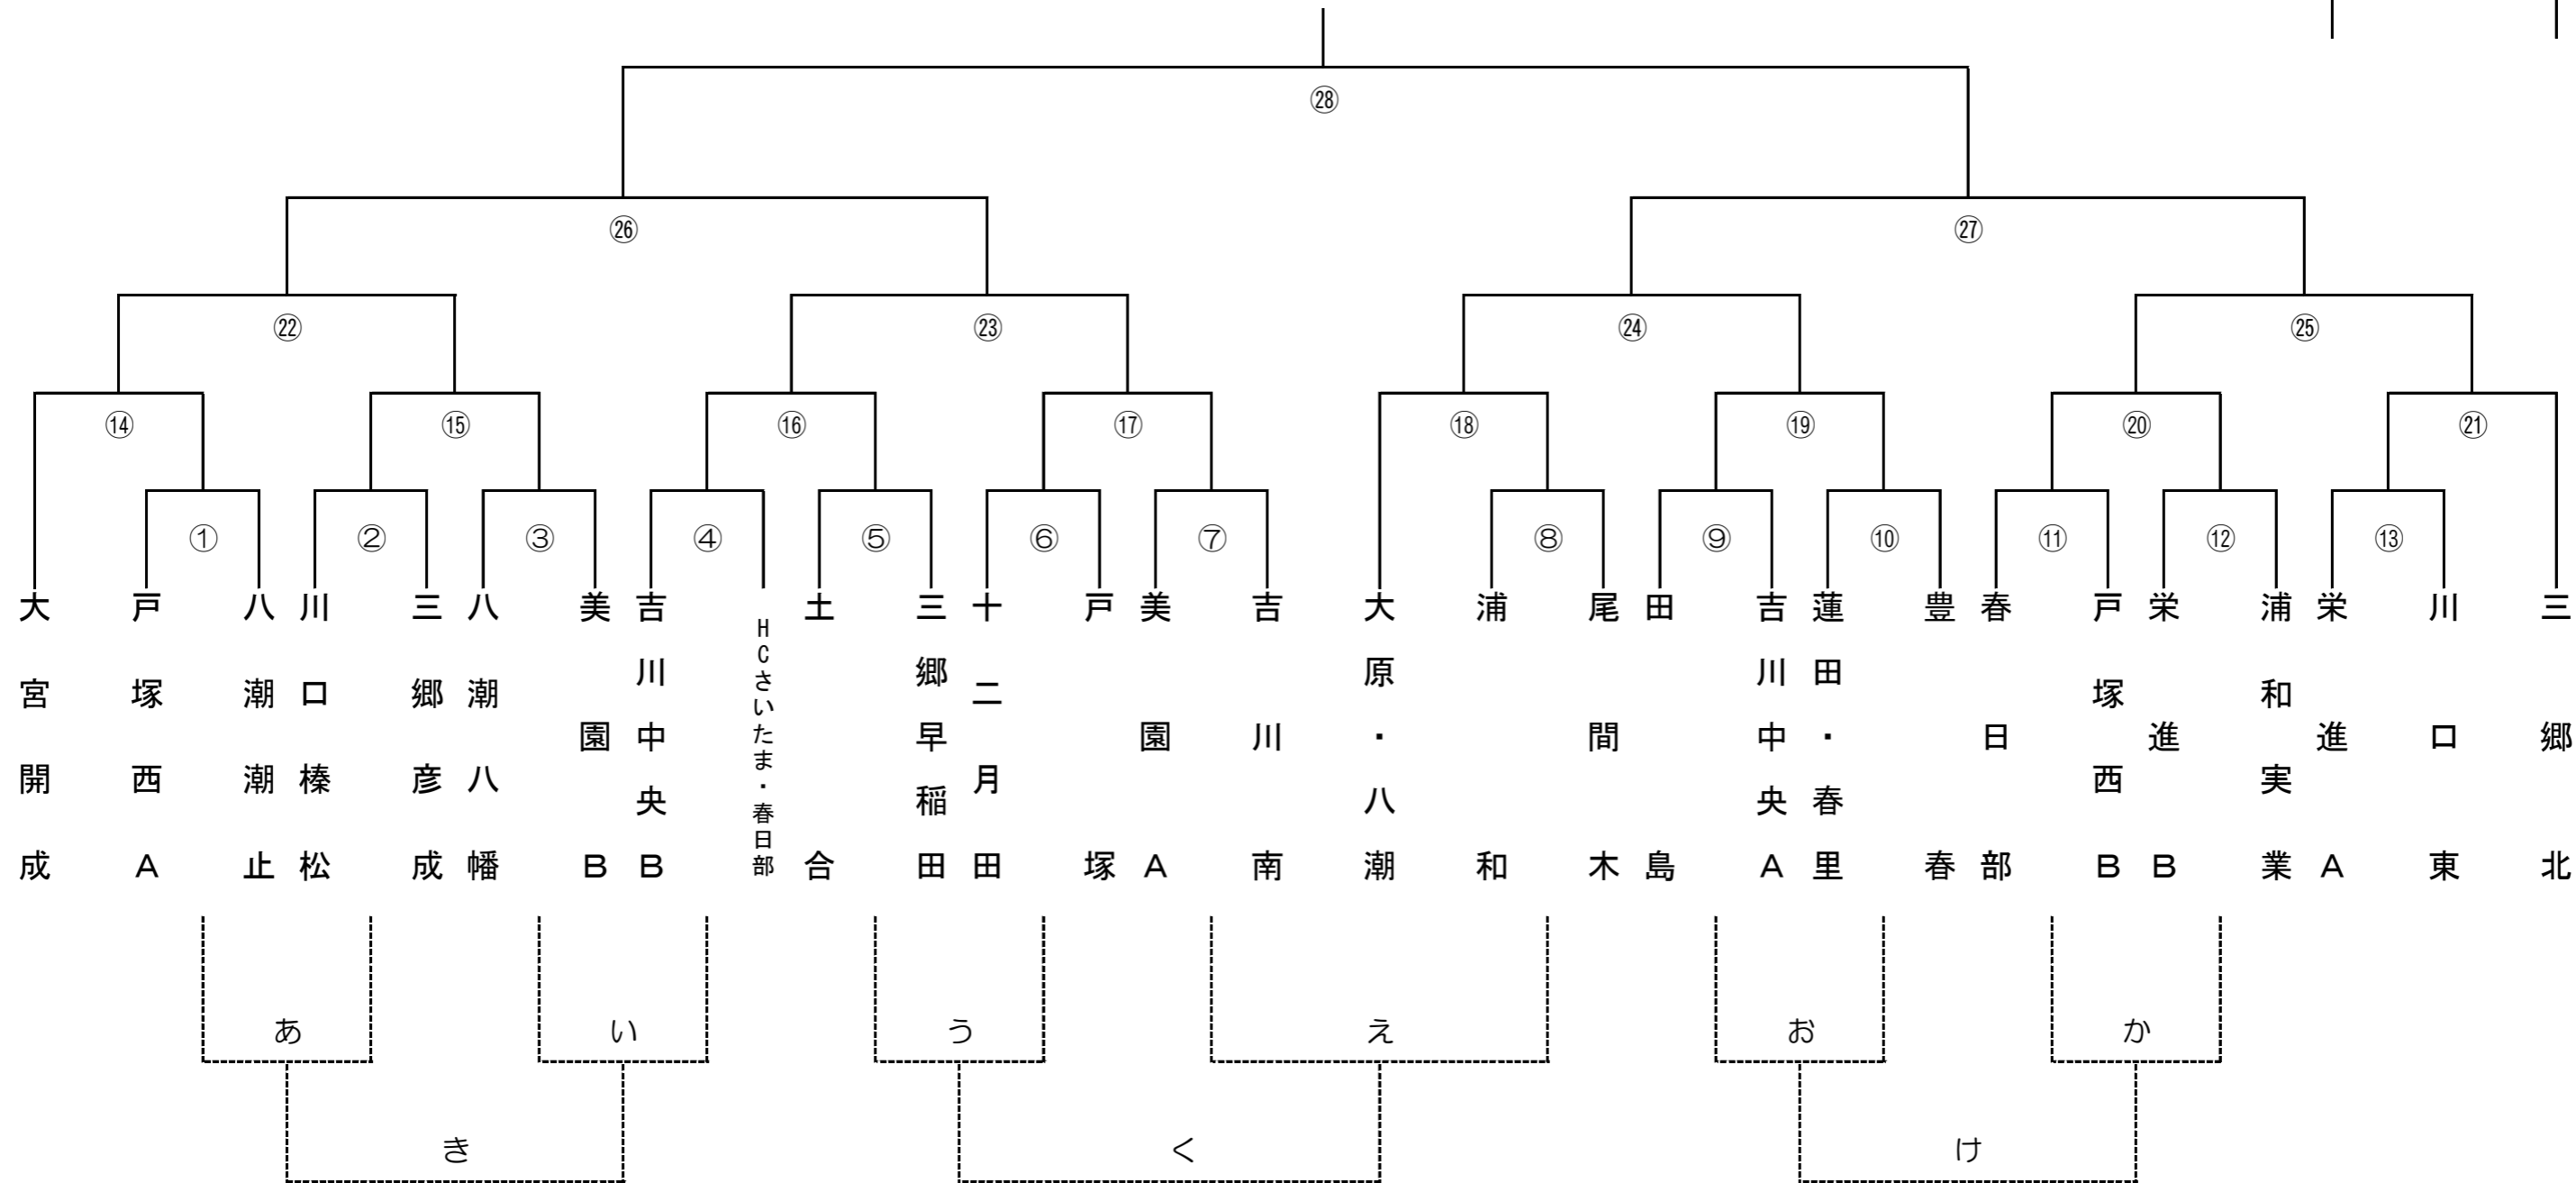 ㉘
㉖
㉗
㉒
㉓
㉔
㉕
⑭
⑮
⑯
⑰
⑱
⑲
⑳
㉑
①
②
③
④
⑤
⑥
⑦
⑧
⑨
⑩
⑪
⑫
⑬
大宮開成
戸塚西A
八潮潮止
川口榛松
三郷彦成
八潮八幡
美園B
吉川中央B
HCさいたま・春日部
土合
三郷早稲田
十二月田
戸塚
美園A
吉川南
大原・八潮
浦和
尾間木
田島
吉川中央A
蓮田・春里
豊春
春日部
戸塚西B
栄進B
浦和実業
栄進A
川口東
三郷北
あ
い
う
え
お
か
き
く
け